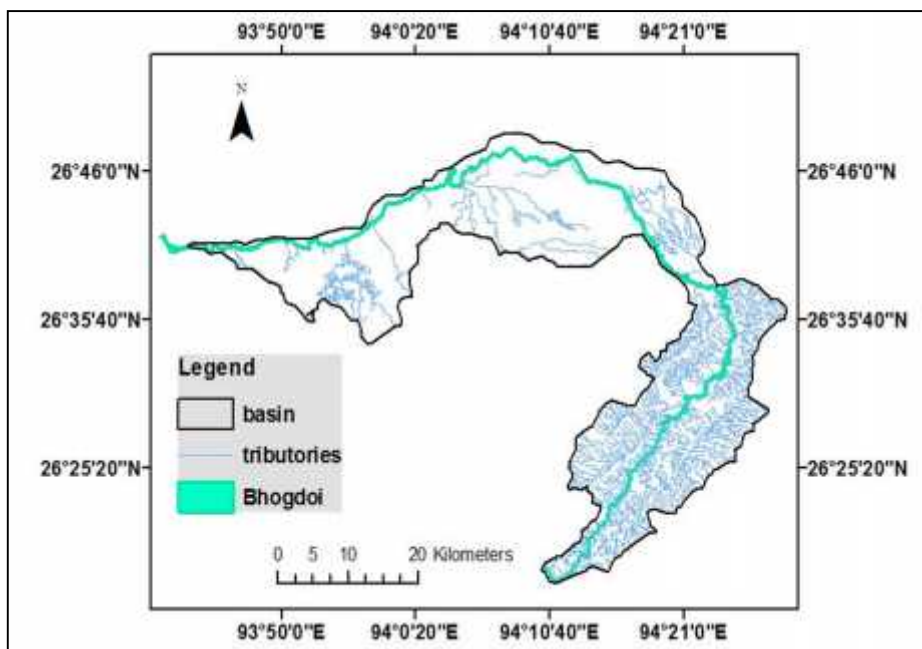 93°50'0"E 94°0'20"E 94°10'40"E 94°21'0"E
N
26°46'0"N 26°46'0"N
26°35'40"N 26°35'40"N
Legend
basin
tributories
26°25'20"N 26°25'20"N
Bhogdoi
0 5 10 20 Kilometers
93°50'0"E 94°0'20"E 94°10'40"E 94°21'0"E